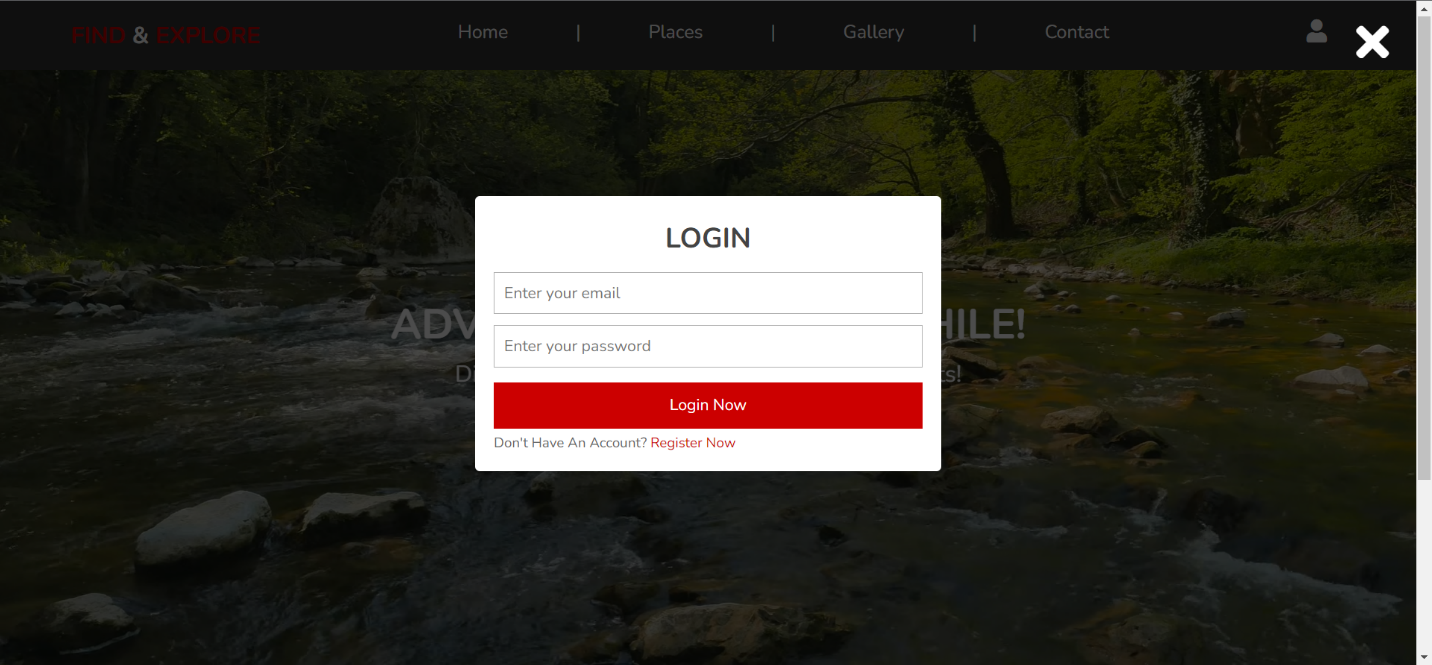 FIND & EXPLORE
Home | Places | Gallery | Contact
LOGIN
Enter your email
Enter your password
Login Now
Don't Have An Account? Register Now